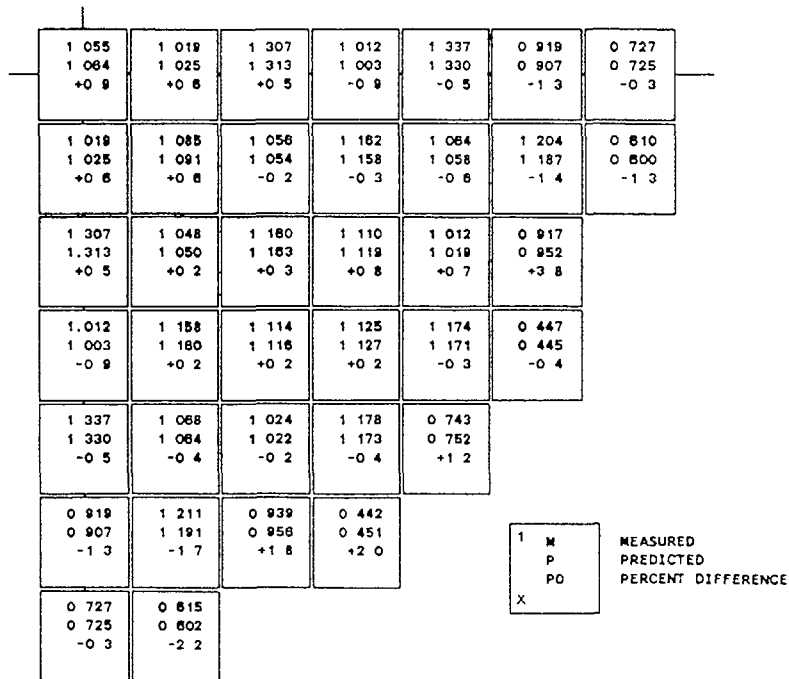 1 055 1 019 1 307 1 012 1 337 0 919 0 727
1 064 1 025 1 313 1 003 1 330 0 907 0 725
+0 9 +0 6 +0 5 -0 9 -0 5 -1 3 -0 3
1 019 1 085 1 056 1 162 1 064 1 204 0 610
1 025 1 091 1 054 1 158 1 058 1 187 0 600
+0 6 +0 6 -0 2 -0 3 -0 6 -1 4 -1 3
1 307 1 048 1 160 1 110 1 012 0 917
1.313 1 050 1 163 1 119 1 019 0 952
+0 5 +0 2 +0 3 +0 8 +0 7 +3 8
1.012 1 158 1 114 1 125 1 174 0 447
1 003 1 160 1 116 1 127 1 171 0 445
-0 9 +0 2 +0 2 +0 2 -0 3 -0 4
1 337 1 068 1 024 1 178 0 743
1 330 1 064 1 022 1 173 0 752
-0 5 -0 4 -0 2 -0 4 +1 2
0 919 1 211 0 939 0 442
0 907 1 191 0 956 0 451
-1 3 -1 7 +1 8 +2 0
1 M MEASURED
P PREDICTED
PD PERCENT DIFFERENCE
X
0 727 0 615
0 725 0 602
-0 3 -2 2